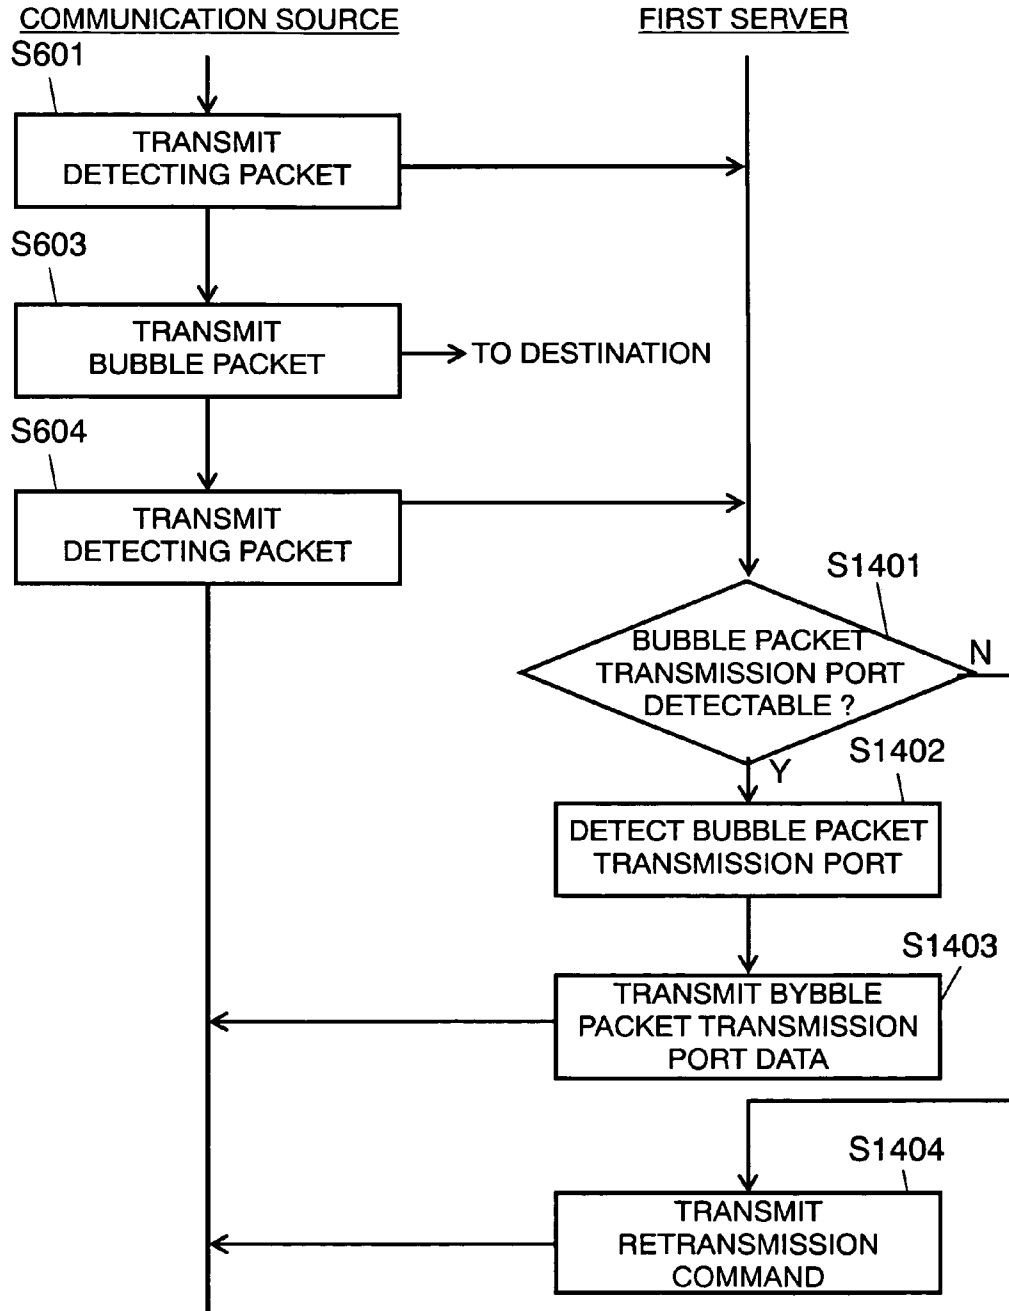 COMMUNICATION SOURCE
FIRST SERVER
S601
TRANSMIT
DETECTING PACKET
S603
TRANSMIT
BUBBLE PACKET
TO DESTINATION
S604
TRANSMIT
DETECTING PACKET
S1401
BUBBLE PACKET
TRANSMISSION PORT
DETECTABLE ?
N
Y
S1402
DETECT BUBBLE PACKET
TRANSMISSION PORT
S1403
TRANSMIT BYBBLE
PACKET TRANSMISSION
PORT DATA
S1404
TRANSMIT
RETRANSMISSION
COMMAND